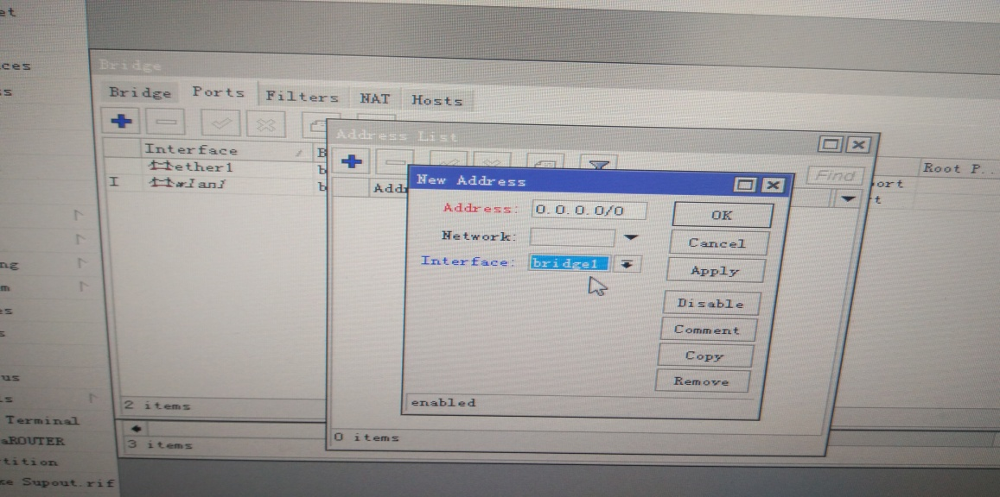 et
ces
s
ng
m
es
s
us
s
Terminal
aROUTER
tition
ke Supout.rif
Bridge
Bridge Ports Filters NAT Hosts
Interface B
ether1 b
I wlan1 b
Root P..
ort
t
2 items
3 items
Address List
Find
Addr
0 items
New Address
Address: 0.0.0.0/0
Network:
Interface: bridge1
OK
Cancel
Apply
Disable
Comment
Copy
Remove
enabled